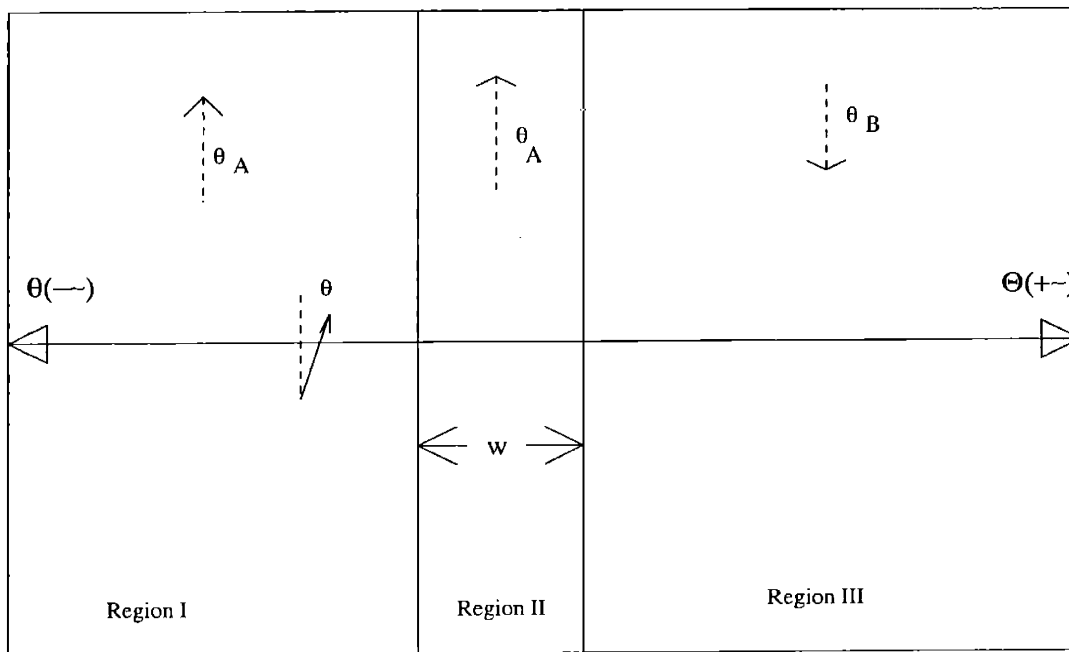 θ A
θ A
θ B
θ(−∼)
θ
Θ(+∼)
w
Region I
Region II
Region III